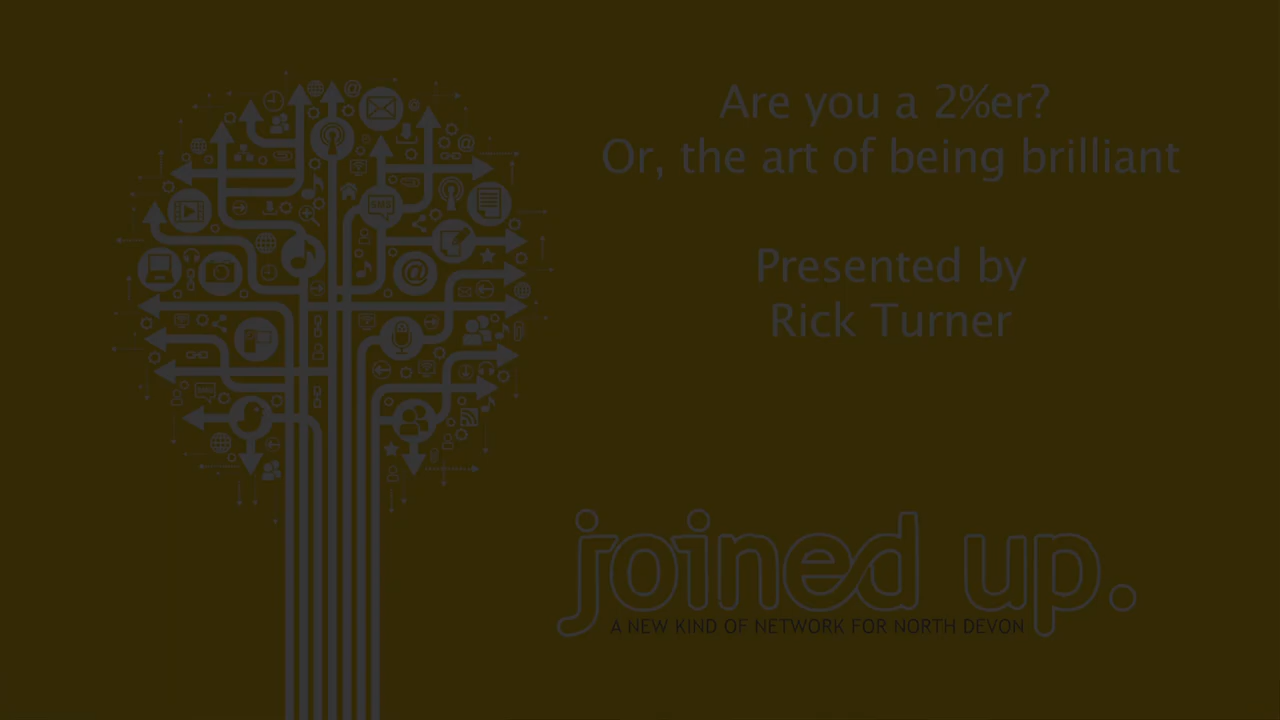 Are you a 2%er?
Or, the art of being brilliant
Presented by
Rick Turner
SMS
joined up.
A NEW KIND OF NETWORK FOR NORTH DEVON